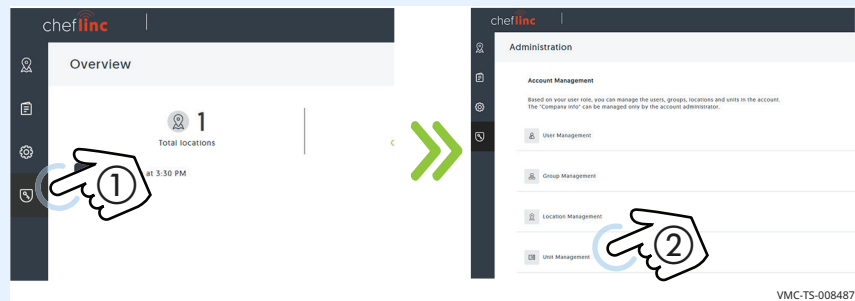 cheflinc
Overview
1
Total locations
at 3:30 PM
1
cheflinc
Administration
Account Management
Based on your user role, you can manage the users, groups, locations and units in the account.
The "Company Info" can be managed only by the account administrator.
User Management
Group Management
Location Management
Unit Management
2
VMC-TS-008487